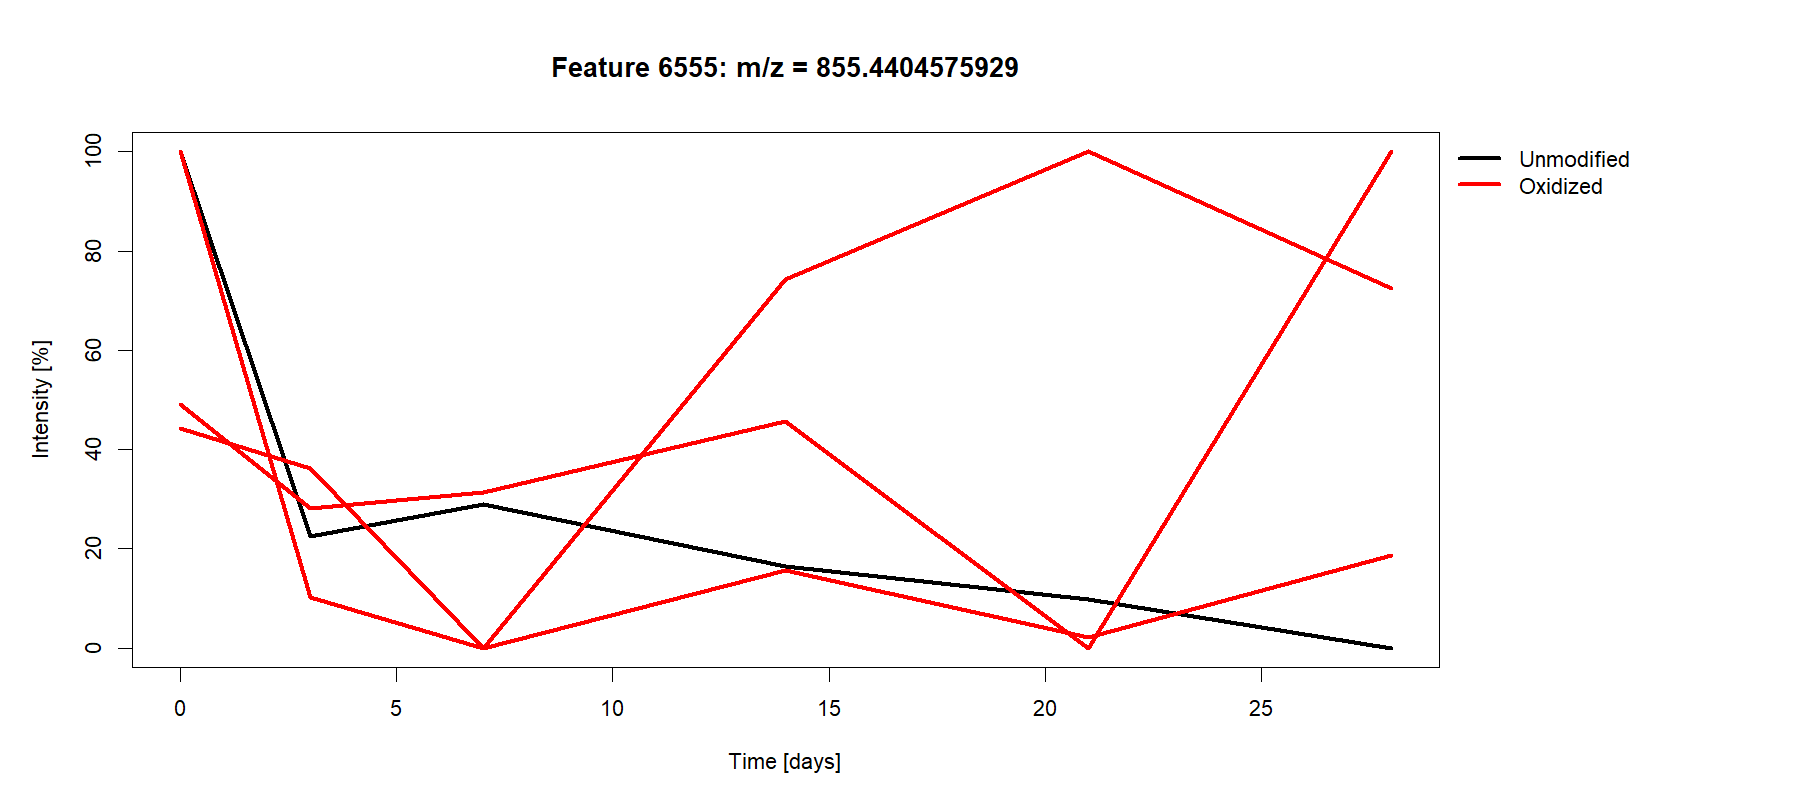 Feature 6555: m/z = 855.4404575929
Unmodified
Oxidized
Intensity [%]
100
80
60
40
20
0
0 5 10 15 20 25
Time [days]